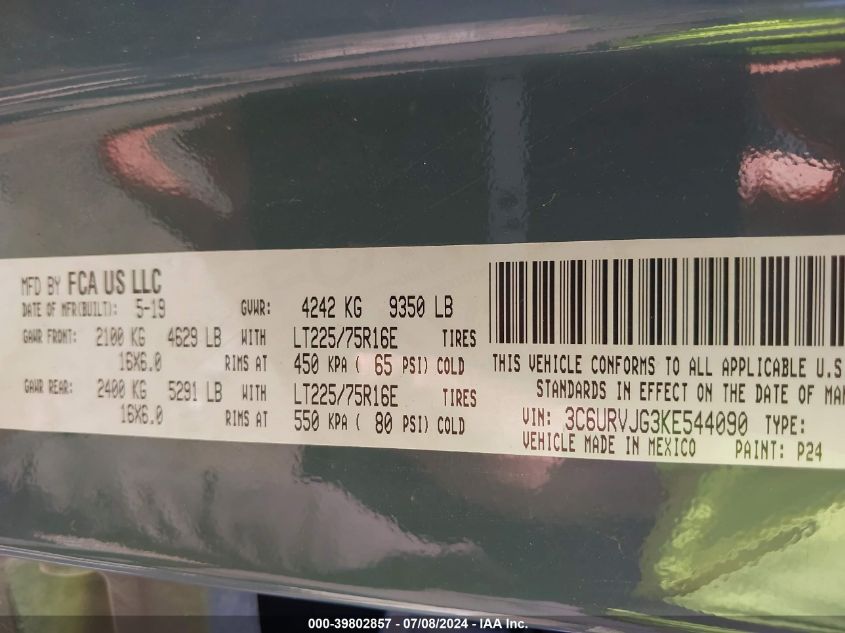 MFD BY FCA US LLC
DATE OF MFR(BUILT): 5-19 GVWR: 4242 KG 9350 LB
GAWR FRONT: 2100 KG 4629 LB WITH LT225/75R16E TIRES
16X6.0 RIMS AT 450 KPA ( 65 PSI) COLD
GAWR REAR: 2400 KG 5291 LB WITH LT225/75R16E TIRES
16X6.0 RIMS AT 550 KPA ( 80 PSI) COLD
THIS VEHICLE CONFORMS TO ALL APPLICABLE U.S
STANDARDS IN EFFECT ON THE DATE OF MAN
VIN: 3C6URVJG3KE544090 TYPE:
VEHICLE MADE IN MEXICO PAINT: P24
000-39802857 - 07/08/2024 - IAA Inc.